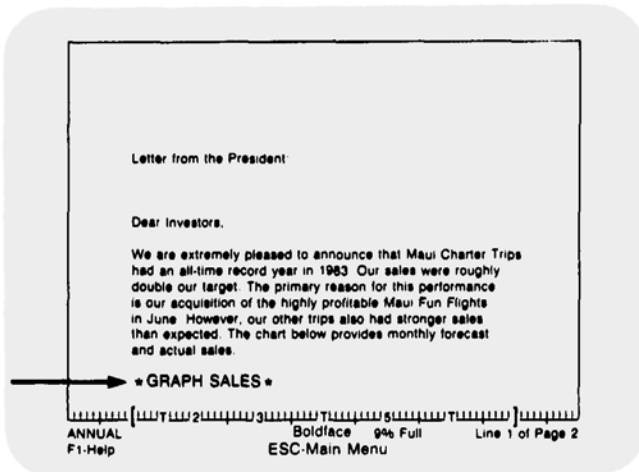 Letter from the President
Dear Investors,
We are extremely pleased to announce that Maui Charter Trips
had an all-time record year in 1983. Our sales were roughly
double our target. The primary reason for this performance
is our acquisition of the highly profitable Maui Fun Flights
in June. However, our other trips also had stronger sales
than expected. The chart below provides monthly forecast
and actual sales.
*GRAPH SALES*
[T 2 3 T 5 T ]
ANNUAL Boldface 9% Full Line 1 of Page 2
F1-Help ESC-Main Menu